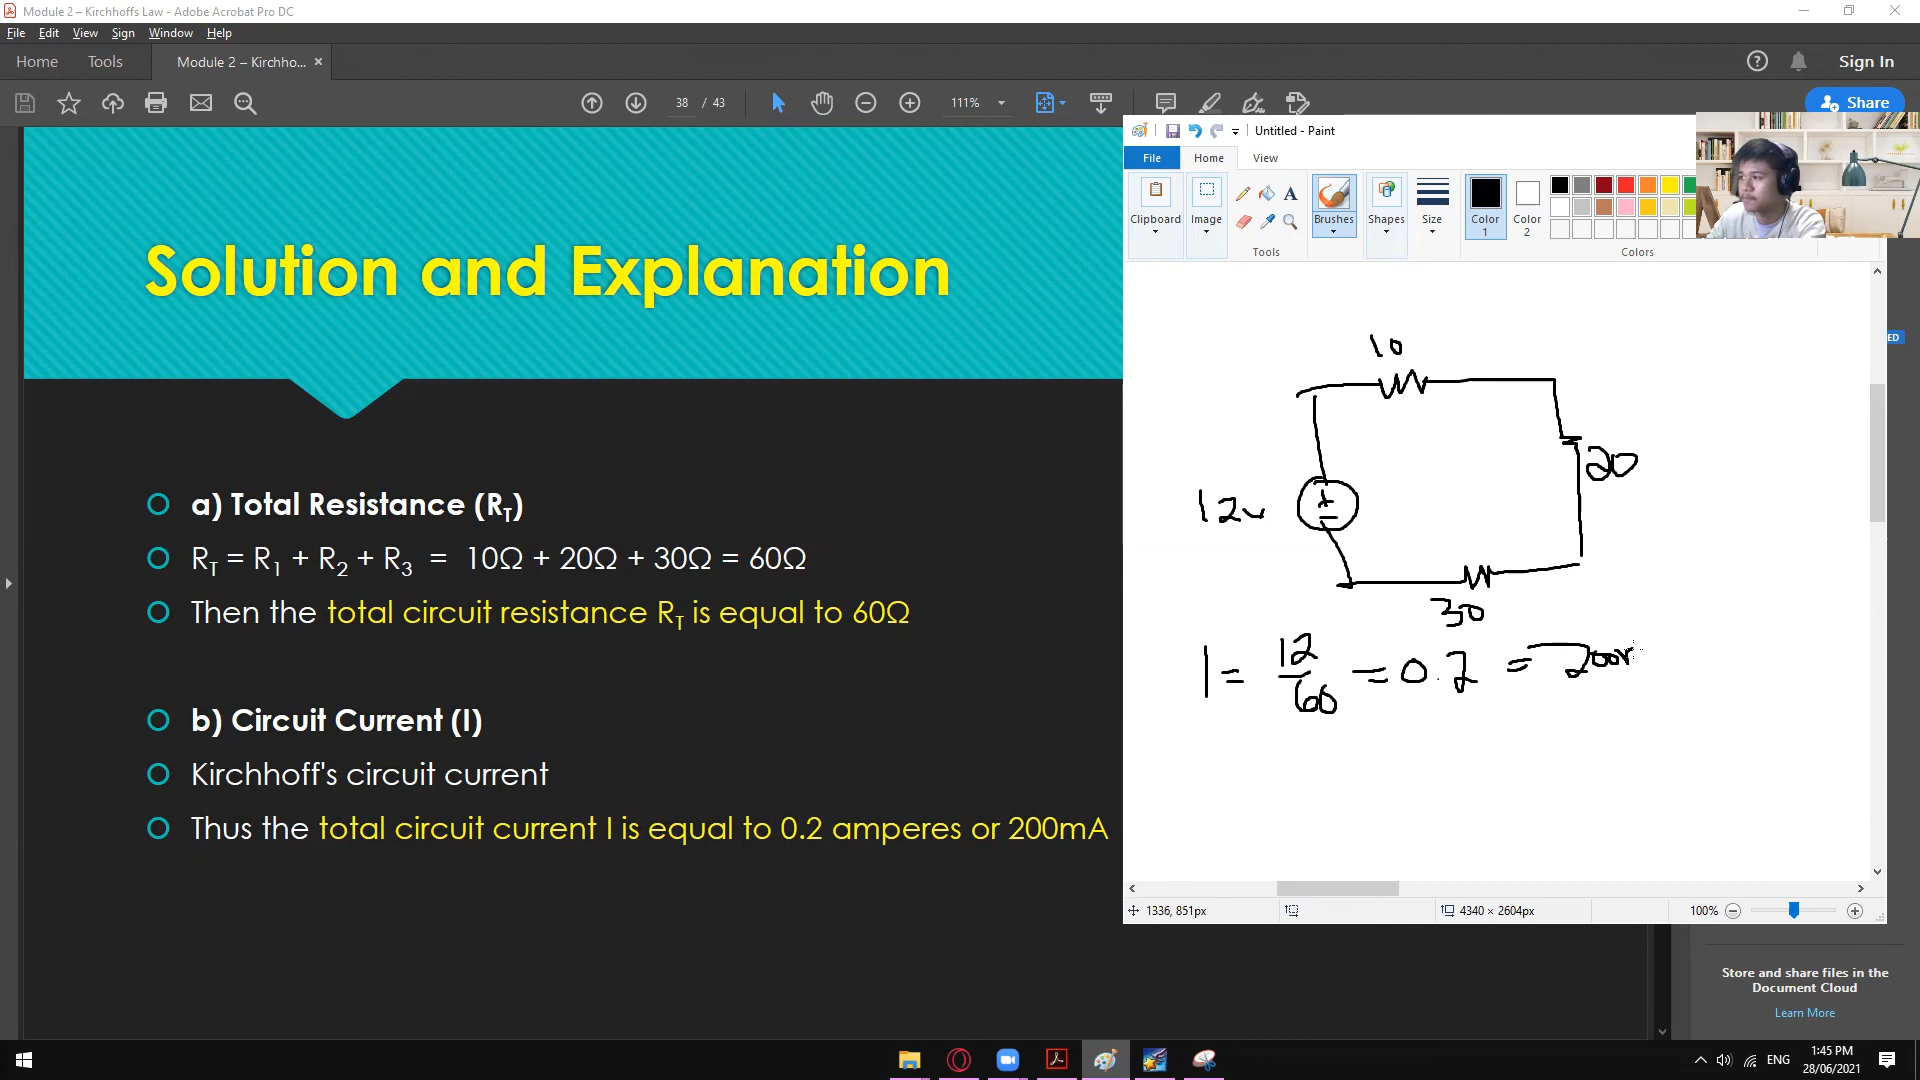 Module 2 – Kirchhoffs Law - Adobe Acrobat Pro DC
File Edit View Sign Window Help
Home Tools Module 2 – Kirchho... × Sign In
38 / 43 111% Share
Solution and Explanation
a) Total Resistance (RT)
RT = R1 + R2 + R3 = 10Ω + 20Ω + 30Ω = 60Ω
Then the total circuit resistance RT is equal to 60Ω
b) Circuit Current (I)
Kirchhoff's circuit current
Thus the total circuit current I is equal to 0.2 amperes or 200mA
Untitled - Paint
File Home View
Clipboard Image Brushes Shapes Size Color 1 Color 2
Tools Colors
10
20
12v
30
I = 12/60 = 0.2 = 200m
1336, 851px 4340 × 2604px 100%
ED
Store and share files in the
Document Cloud
Learn More
ENG 1:45 PM
28/06/2021